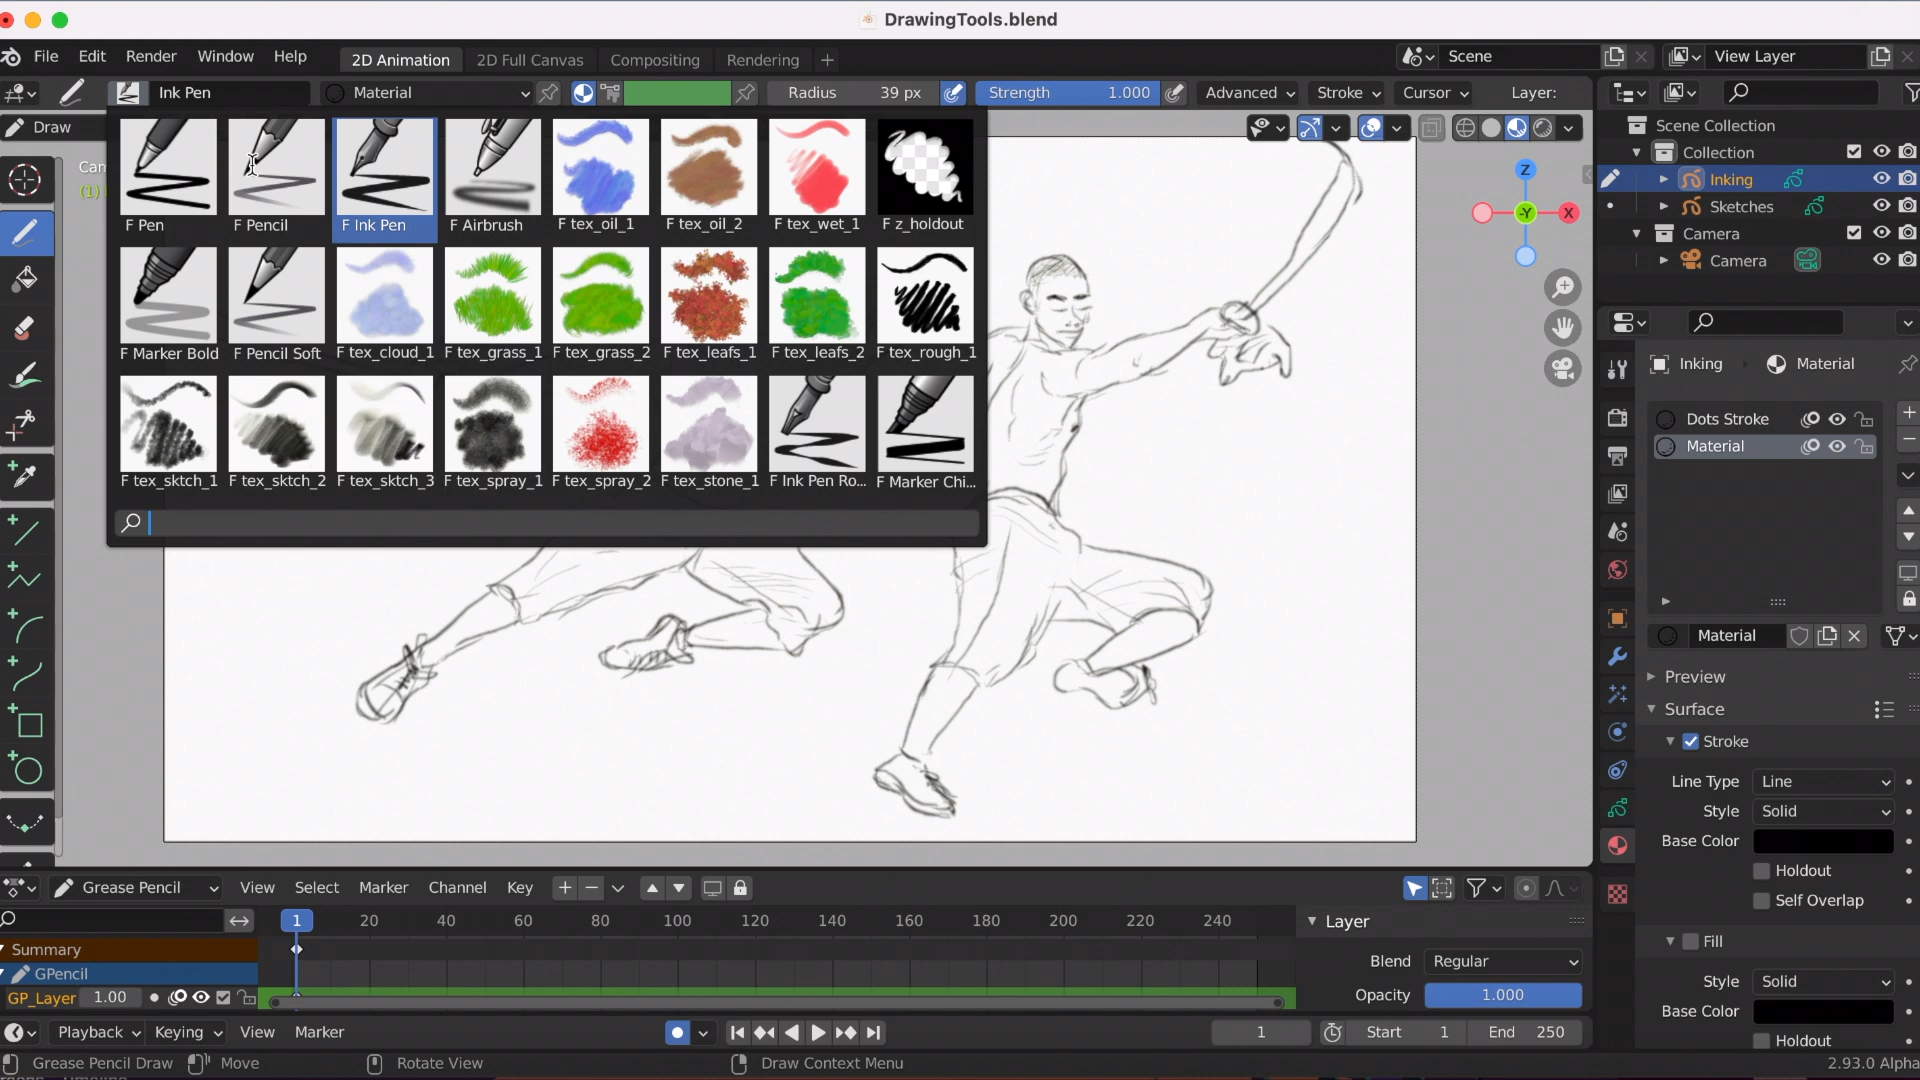 DrawingTools.blend
File Edit Render Window Help 2D Animation 2D Full Canvas Compositing Rendering + Scene View Layer
Ink Pen Material Radius 39 px Strength 1.000 Advanced Stroke Cursor Layer:
Draw
Scene Collection
Collection
Inking
Sketches
Camera
Camera
Cam
(1)
Z
-Y
X
F Pen F Pencil F Ink Pen F Airbrush F tex_oil_1 F tex_oil_2 F tex_wet_1 F z_holdout
F Marker Bold F Pencil Soft F tex_cloud_1 F tex_grass_1 F tex_grass_2 F tex_leafs_1 F tex_leafs_2 F tex_rough_1
F tex_sktch_1 F tex_sktch_2 F tex_sktch_3 F tex_spray_1 F tex_spray_2 F tex_stone_1 F Ink Pen Ro... F Marker Chi...
Inking Material
Dots Stroke
Material
Material
Preview
Surface
Stroke
Line Type Line
Style Solid
Base Color
Holdout
Self Overlap
Fill
Style Solid
Base Color
Holdout
Grease Pencil View Select Marker Channel Key
1 20 40 60 80 100 120 140 160 180 200 220 240
Summary
GPencil
GP_Layer 1.00
Layer
Blend Regular
Opacity 1.000
Playback Keying View Marker 1 Start 1 End 250
Grease Pencil Draw Move Rotate View Draw Context Menu 2.93.0 Alpha